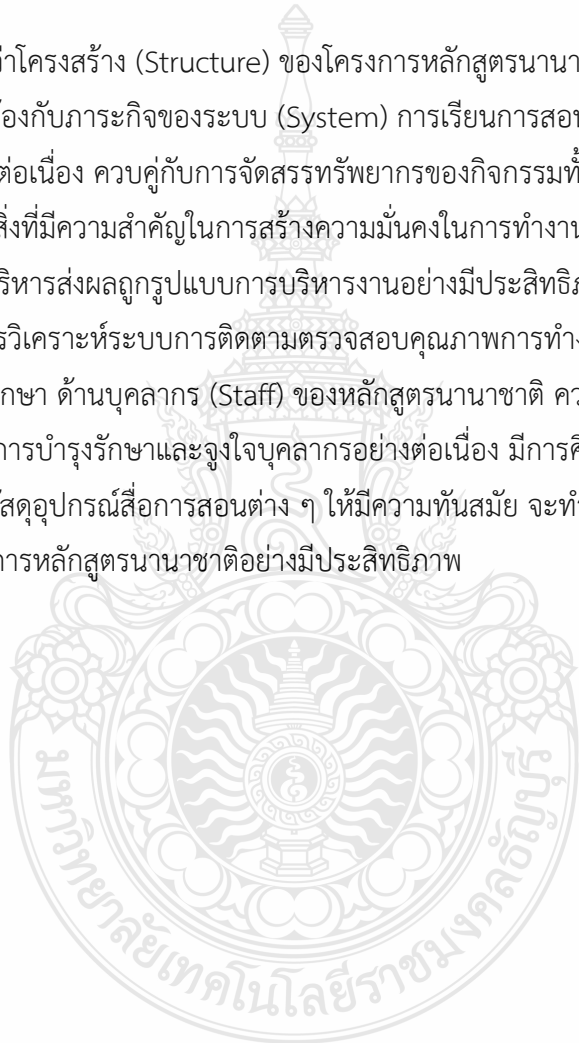 ว่าโครงสร้าง (Structure) ของโครงการหลักสูตรนานา
้องกับภาระกิจของระบบ (System) การเรียนการสอน
ต่อเนื่อง ควบคู่กับการจัดสรรทรัพยากรของกิจกรรมทั้
สิ่งที่มีความสำคัญในการสร้างความมั่นคงในการทำงาน
ริหารส่งผลถูกรูปแบบการบริหารงานอย่างมีประสิทธิภ
รวิเคราะห์ระบบการติดตามตรวจสอบคุณภาพการทำง
กษา ด้านบุคลากร (Staff) ของหลักสูตรนานาชาติ คว
การบำรุงรักษาและจูงใจบุคลากรอย่างต่อเนื่อง มีการศึ
ัสดุอุปกรณ์สื่อการสอนต่าง ๆ ให้มีความทันสมัย จะทำ
การหลักสูตรนานาชาติอย่างมีประสิทธิภาพ
มหาวิทยาลัยเทคโนโลยีราชมงคลธัญบุรี